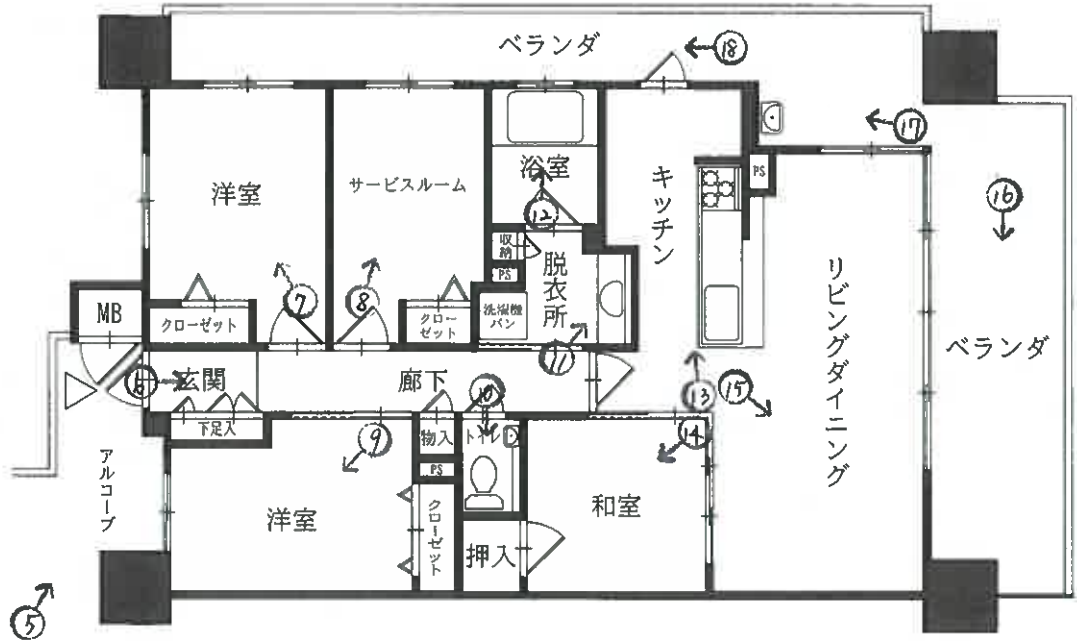 ベランダ
⑱
⑰
洋室
サービスルーム
浴室
⑫
キッチン
PS
⑯
収納
PS
脱衣所
洗濯機
パン
リビングダイニング
ベランダ
MB
クローゼット
⑦
⑧
クロー
ゼット
⑪
⑥
玄関
廊下
⑩
⑬
⑮
下足入
⑨
物入
トイレ
⑭
アルコーブ
PS
洋室
クローゼット
和室
押入
⑤